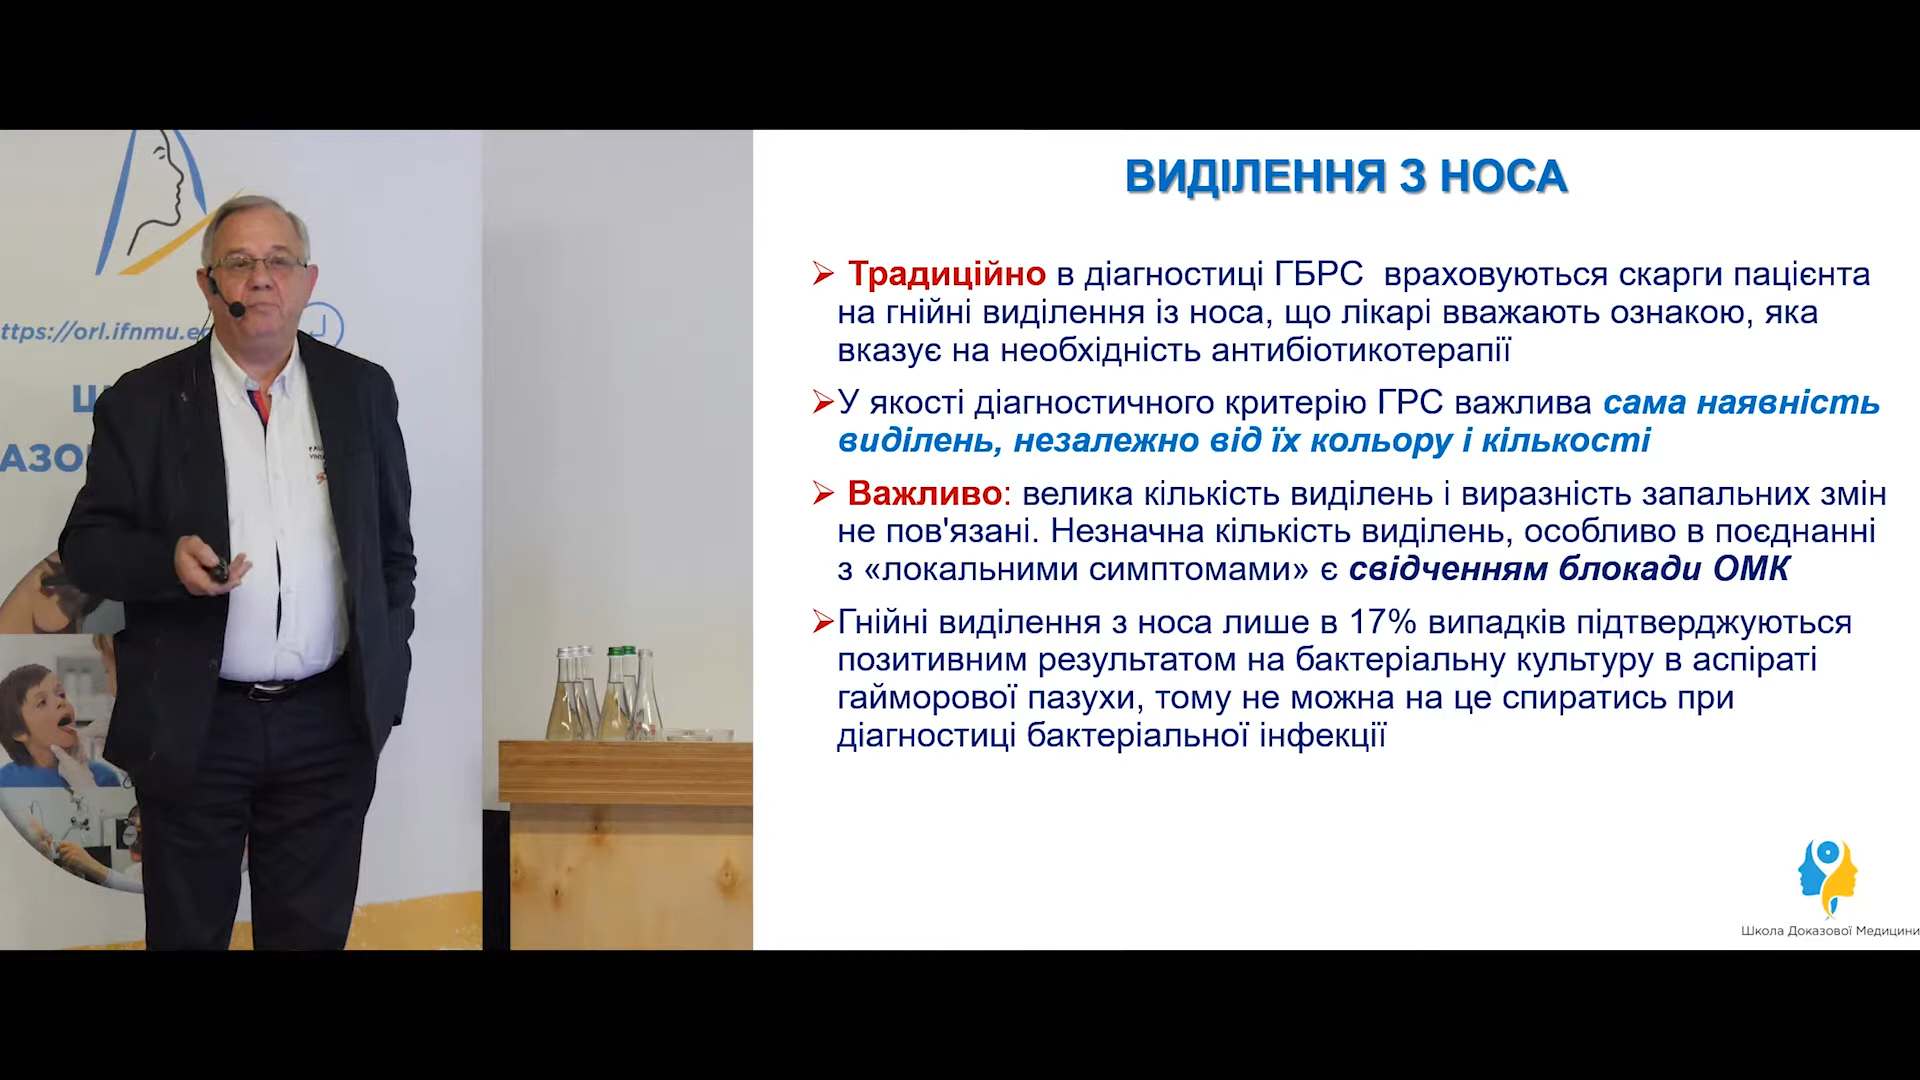 ttps://orl.ifnmu.e
ВИДІЛЕННЯ З НОСА
Традиційно в діагностиці ГБРС враховуються скарги пацієнта
на гнійні виділення із носа, що лікарі вважають ознакою, яка
вказує на необхідність антибіотикотерапії
У якості діагностичного критерію ГРС важлива сама наявність
виділень, незалежно від їх кольору і кількості
Важливо: велика кількість виділень і виразність запальних змін
не пов'язані. Незначна кількість виділень, особливо в поєднанні
з «локальними симптомами» є свідченням блокади ОМК
Гнійні виділення з носа лише в 17% випадків підтверджуються
позитивним результатом на бактеріальну культуру в аспіраті
гайморової пазухи, тому не можна на це спиратись при
діагностиці бактеріальної інфекції
Школа Доказової Медицини